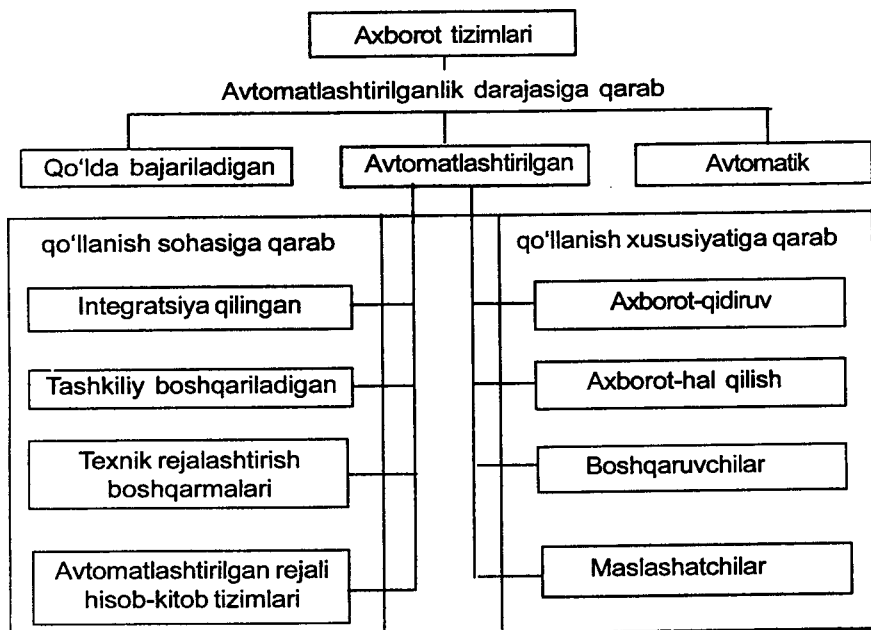 Axborot tizimlari
Avtomatlashtirilganlik darajasiga qarab
Qo‘lda bajariladigan
Avtomatlashtirilgan
Avtomatik
qo‘llanish sohasiga qarab
Integratsiya qilingan
Tashkiliy boshqariladigan
Texnik rejalashtirish
boshqarmalari
Avtomatlashtirilgan rejali
hisob-kitob tizimlari
qo‘llanish xususiyatiga qarab
Axborot-qidiruv
Axborot-hal qilish
Boshqaruvchilar
Maslashatchilar